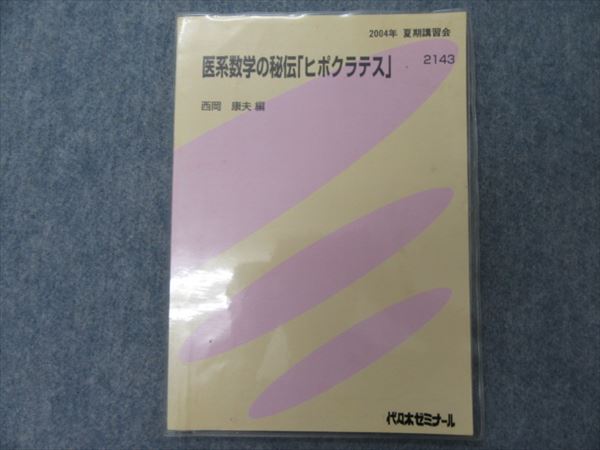 2004年 夏期講習会
医系数学の秘伝「ヒポクラテス」
2143
西岡 康夫 編
代々木ゼミナール